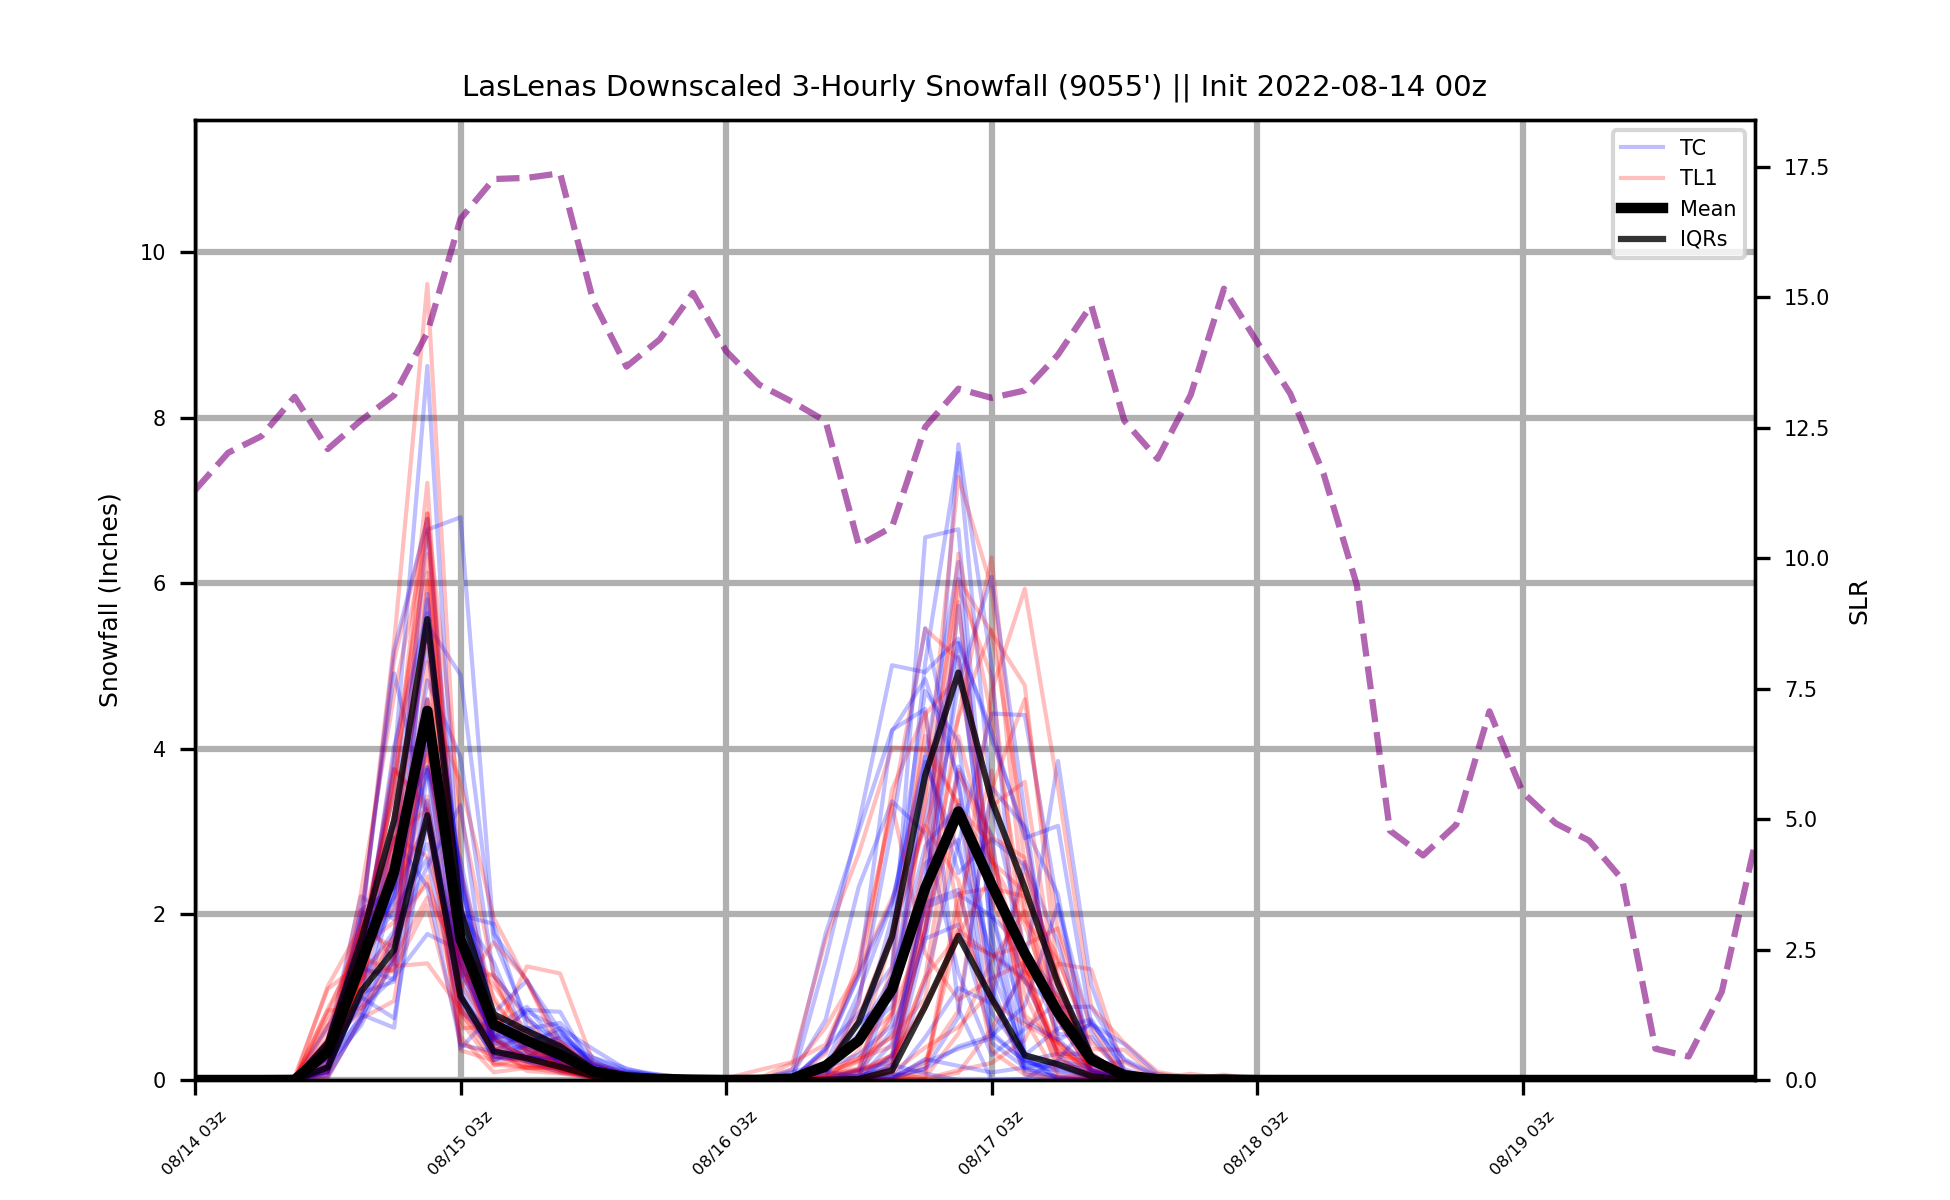 LasLenas Downscaled 3-Hourly Snowfall (9055') || Init 2022-08-14 00z
TC
TL1
Mean
IQRs
Snowfall (Inches)
10
8
6
4
2
0
17.5
15.0
12.5
10.0
7.5
5.0
2.5
0.0
SLR
08/14 03z
08/15 03z
08/16 03z
08/17 03z
08/18 03z
08/19 03z